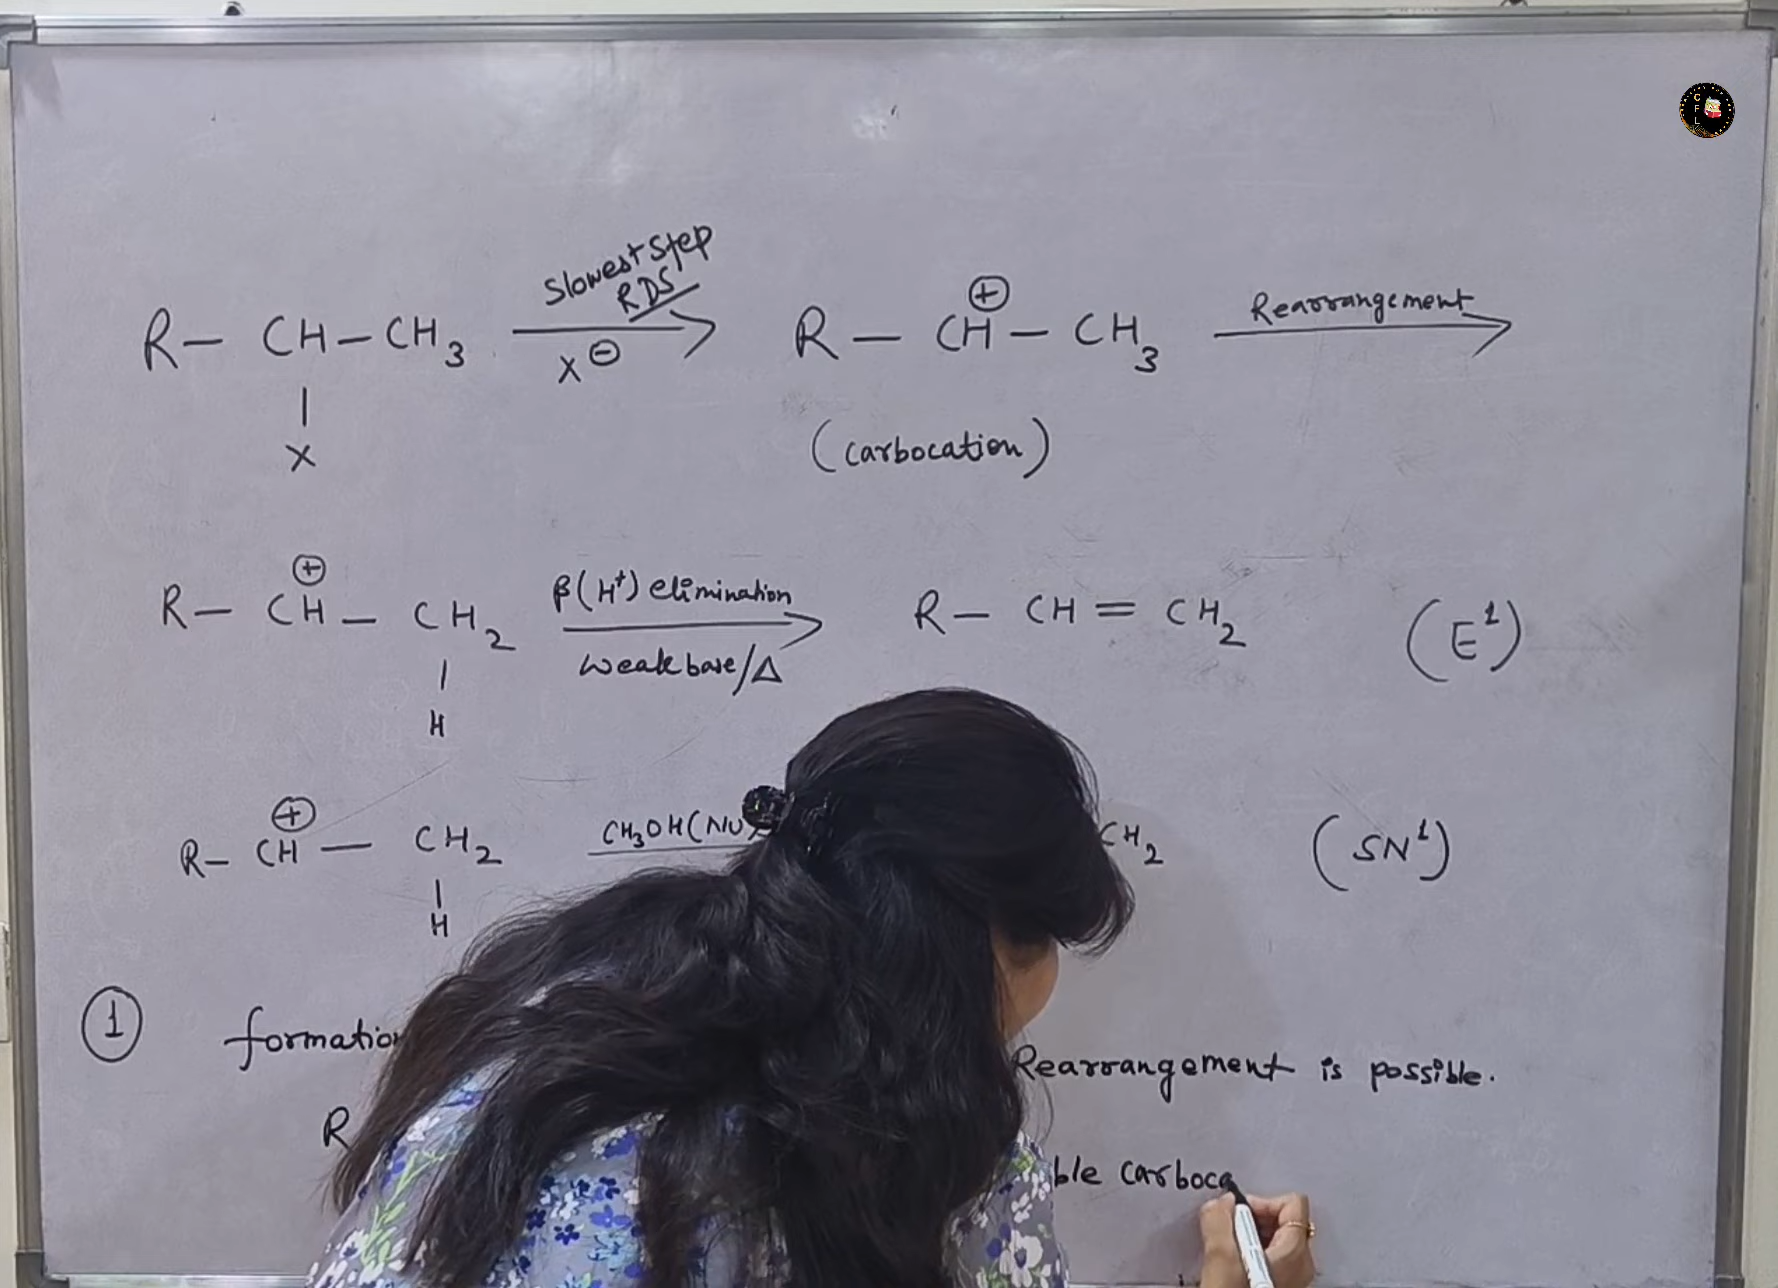 Slowest step
RDS
R – CH – CH3 → R – CH – CH3 Rearrangement →
X⊖
⊕
|
X
(carbocation)
⊕
R – CH – CH2 β(H+) elimination → R – CH = CH2 (E1)
weak base/Δ
|
H
⊕
R – CH – CH2 CH3OH(NU CH2 (SN1)
|
H
① formation Rearrangement is possible.
R
carboca
C
F
L